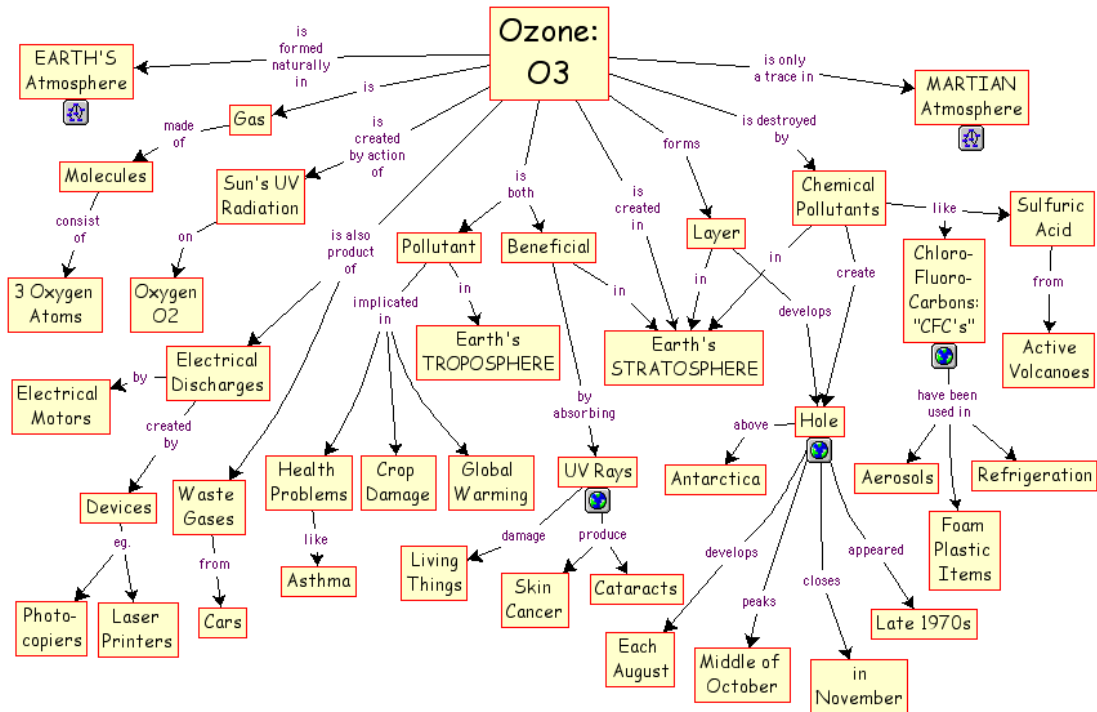 Ozone:
O3
is
formed
naturally
in
EARTH'S
Atmosphere
is only
a trace in
MARTIAN
Atmosphere
is
Gas
made
of
Molecules
consist
of
3 Oxygen
Atoms
is
created
by action
of
Sun's UV
Radiation
on
Oxygen
O2
is also
product
of
Electrical
Discharges
by
Electrical
Motors
created
by
Devices
eg.
Photo-
copiers
Laser
Printers
Waste
Gases
from
Cars
is
both
Pollutant
implicated
in
Health
Problems
like
Asthma
Crop
Damage
Global
Warming
in
Earth's
TROPOSPHERE
Beneficial
in
by
absorbing
UV Rays
damage
Living
Things
produce
Skin
Cancer
Cataracts
is
created
in
Earth's
STRATOSPHERE
forms
Layer
in
develops
is destroyed
by
Chemical
Pollutants
in
create
like
Sulfuric
Acid
from
Active
Volcanoes
Chloro-
Fluoro-
Carbons:
"CFC's"
have been
used in
Aerosols
Foam
Plastic
Items
Refrigeration
Hole
above
Antarctica
develops
Each
August
peaks
Middle of
October
closes
in
November
appeared
Late 1970s